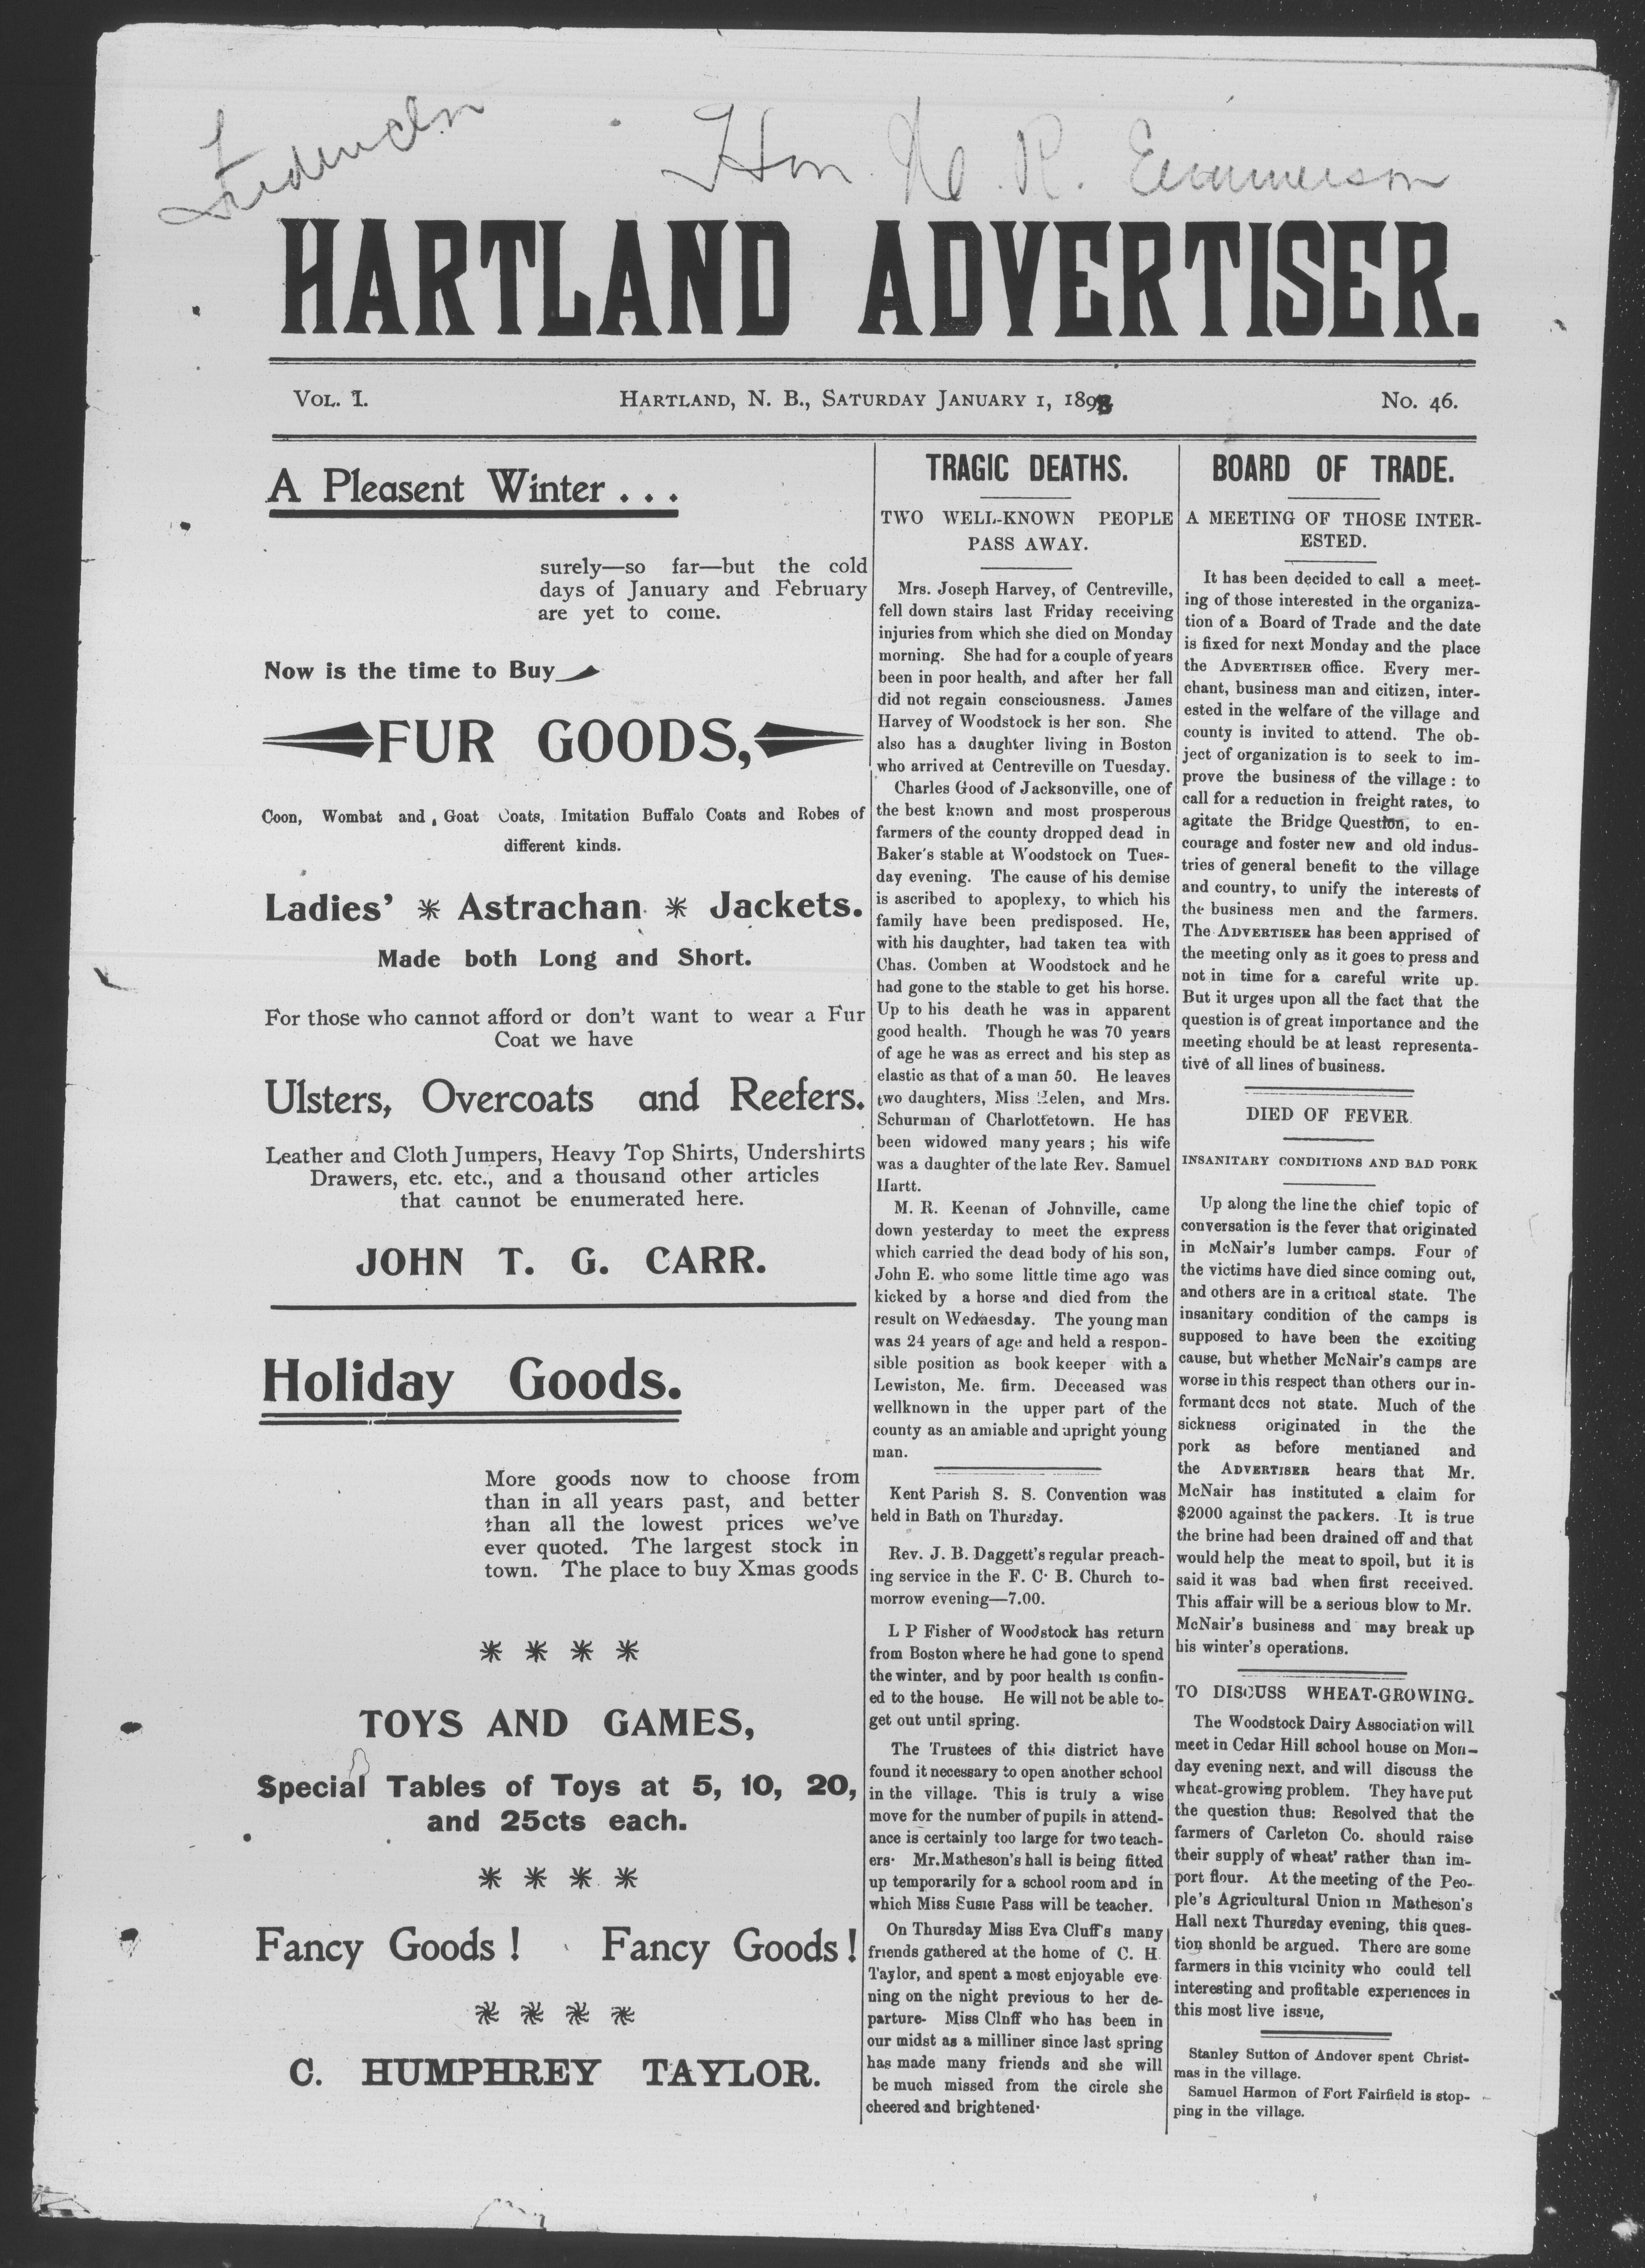 Hon. H. R. Emmerson
HARTLAND ADVERTISER.
VOL. I. HARTLAND, N. B., SATURDAY JANUARY 1, 1898 No. 46.
A Pleasent Winter . . .
surely—so far—but the cold
days of January and February
are yet to come.
Now is the time to Buy
FUR GOODS,
Coon, Wombat and Goat Coats, Imitation Buffalo Coats and Robes of
different kinds.
Ladies' * Astrachan * Jackets.
Made both Long and Short.
For those who cannot afford or don't want to wear a Fur
Coat we have
Ulsters, Overcoats and Reefers.
Leather and Cloth Jumpers, Heavy Top Shirts, Undershirts
Drawers, etc. etc., and a thousand other articles
that cannot be enumerated here.
JOHN T. G. CARR.
Holiday Goods.
More goods now to choose from
than in all years past, and better
than all the lowest prices we've
ever quoted. The largest stock in
town. The place to buy Xmas goods
* * * *
TOYS AND GAMES,
Special Tables of Toys at 5, 10, 20,
and 25cts each.
* * * *
Fancy Goods ! Fancy Goods !
* * * *
C. HUMPHREY TAYLOR.
TRAGIC DEATHS.
TWO WELL-KNOWN PEOPLE
PASS AWAY.
Mrs. Joseph Harvey, of Centreville,
fell down stairs last Friday receiving
injuries from which she died on Monday
morning. She had for a couple of years
been in poor health, and after her fall
did not regain consciousness. James
Harvey of Woodstock is her son. She
also has a daughter living in Boston
who arrived at Centreville on Tuesday.
Charles Good of Jacksonville, one of
the best known and most prosperous
farmers of the county dropped dead in
Baker's stable at Woodstock on Tues-
day evening. The cause of his demise
is ascribed to apoplexy, to which his
family have been predisposed. He,
with his daughter, had taken tea with
Chas. Comben at Woodstock and he
had gone to the stable to get his horse.
Up to his death he was in apparent
good health. Though he was 70 years
of age he was as errect and his step as
elastic as that of a man 50. He leaves
two daughters, Miss Helen, and Mrs.
Schurman of Charlottetown. He has
been widowed many years ; his wife
was a daughter of the late Rev. Samuel
Hartt.
M. R. Keenan of Johnville, came
down yesterday to meet the express
which carried the dead body of his son,
John E. who some little time ago was
kicked by a horse and died from the
result on Wednesday. The young man
was 24 years of age and held a respon-
sible position as book keeper with a
Lewiston, Me. firm. Deceased was
wellknown in the upper part of the
county as an amiable and upright young
man.
Kent Parish S. S. Convention was
held in Bath on Thursday.
Rev. J. B. Daggett's regular preach-
ing service in the F. C. B. Church to-
morrow evening—7.00.
L P Fisher of Woodstock has return
from Boston where he had gone to spend
the winter, and by poor health is confin-
ed to the house. He will not be able to-
get out until spring.
The Trustees of this district have
found it necessary to open another school
in the village. This is truly a wise
move for the number of pupils in attend-
ance is certainly too large for two teach-
ers. Mr. Matheson's hall is being fitted
up temporarily for a school room and in
which Miss Susie Pass will be teacher.
On Thursday Miss Eva Cluff's many
friends gathered at the home of C. H
Taylor, and spent a most enjoyable eve
ning on the night previous to her de-
parture- Miss Cluff who has been in
our midst as a milliner since last spring
has made many friends and she will
be much missed from the circle she
cheered and brightened.
BOARD OF TRADE.
A MEETING OF THOSE INTER-
ESTED.
It has been decided to call a meet-
ing of those interested in the organiza-
tion of a Board of Trade and the date
is fixed for next Monday and the place
the ADVERTISER office. Every mer-
chant, business man and citizen, inter-
ested in the welfare of the village and
county is invited to attend. The ob-
ject of organization is to seek to im-
prove the business of the village : to
call for a reduction in freight rates, to
agitate the Bridge Question, to en-
courage and foster new and old indus-
tries of general benefit to the village
and country, to unify the interests of
the business men and the farmers.
The ADVERTISER has been apprised of
the meeting only as it goes to press and
not in time for a careful write up.
But it urges upon all the fact that the
question is of great importance and the
meeting should be at least representa-
tive of all lines of business.
DIED OF FEVER
INSANITARY CONDITIONS AND BAD PORK
Up along the line the chief topic of
conversation is the fever that originated
in McNair's lumber camps. Four of
the victims have died since coming out,
and others are in a critical state. The
insanitary condition of the camps is
supposed to have been the exciting
cause, but whether McNair's camps are
worse in this respect than others our in-
formant does not state. Much of the
sickness originated in the the
pork as before mentianed and
the ADVERTISER hears that Mr.
McNair has instituted a claim for
$2000 against the packers. It is true
the brine had been drained off and that
would help the meat to spoil, but it is
said it was bad when first received.
This affair will be a serious blow to Mr.
McNair's business and may break up
his winter's operations.
TO DISCUSS WHEAT-GROWING.
The Woodstock Dairy Association will
meet in Cedar Hill school house on Mon-
day evening next, and will discuss the
wheat-growing problem. They have put
the question thus: Resolved that the
farmers of Carleton Co. should raise
their supply of wheat' rather than im-
port flour. At the meeting of the Peo-
ple's Agricultural Union in Matheson's
Hall next Thursday evening, this ques-
tion shonld be argued. There are some
farmers in this vicinity who could tell
interesting and profitable experiences in
this most live issue,
Stanley Sutton of Andover spent Christ-
mas in the village.
Samuel Harmon of Fort Fairfield is stop-
ping in the village.